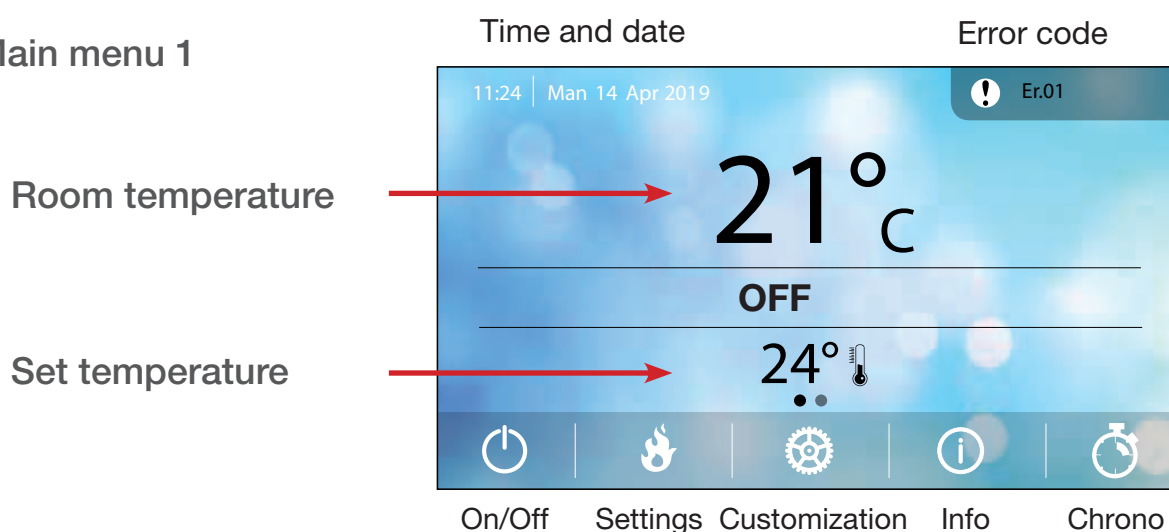 Main menu 1
Time and date
Error code
11:24 Man 14 Apr 2019
Er.01
Room temperature
21°C
OFF
Set temperature
24°
On/Off Settings Customization Info Chrono